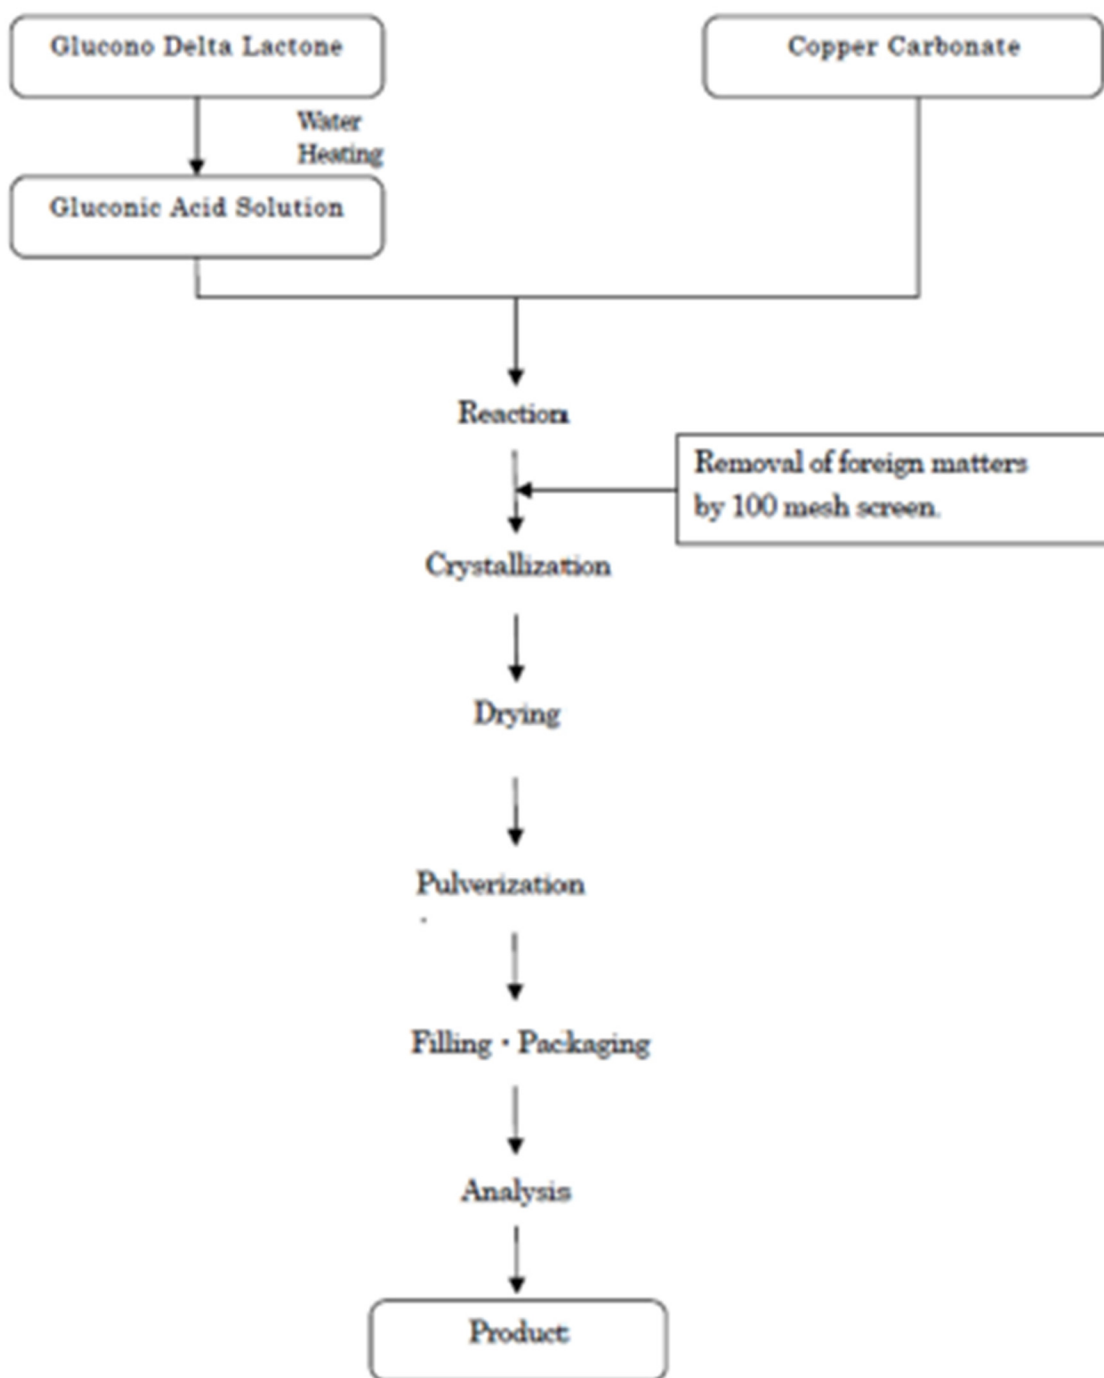 Glucono Delta Lactone
Copper Carbonate
Water
Heating
Gluconic Acid Solution
Reaction
Removal of foreign matters
by 100 mesh screen.
Crystallization
Drying
Pulverization
Filling・Packaging
Analysis
Product